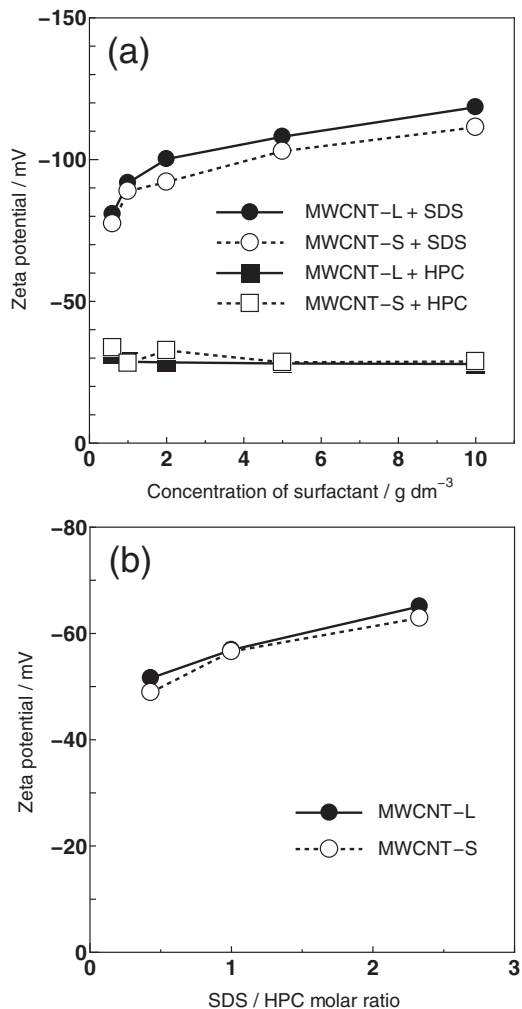 (a)
Zeta potential / mV
−150
−100
−50
0
MWCNT−L + SDS
MWCNT−S + SDS
MWCNT−L + HPC
MWCNT−S + HPC
0 2 4 6 8 10
Concentration of surfactant / g dm−3
(b)
Zeta potential / mV
−80
−60
−40
−20
0
MWCNT−L
MWCNT−S
0 1 2 3
SDS / HPC molar ratio